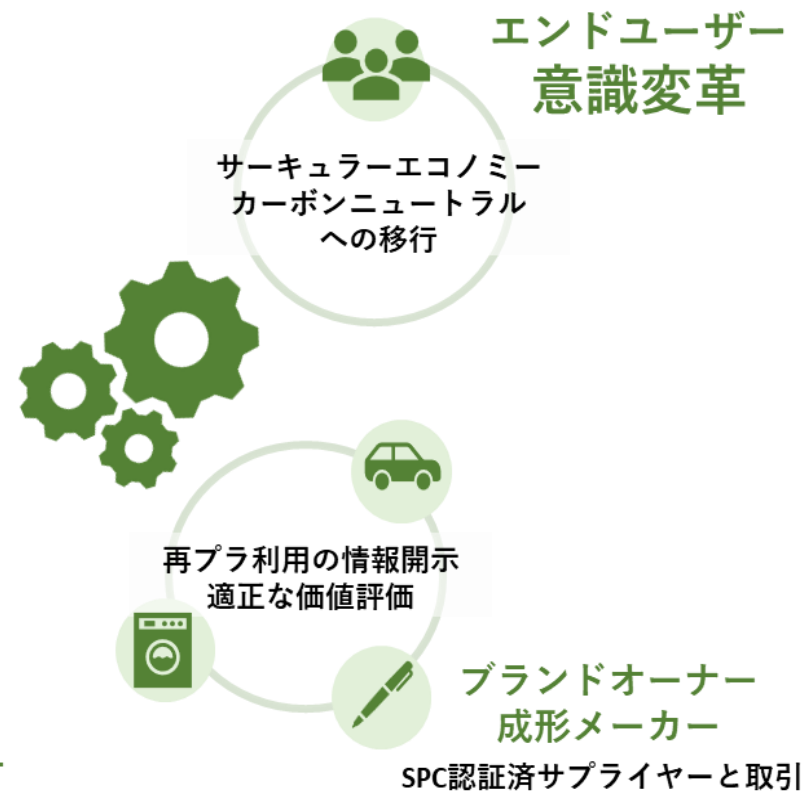 エンドユーザー
意識変革
サーキュラーエコノミー
カーボンニュートラル
への移行
再プラ利用の情報開示
適正な価値評価
ブランドオーナー
成形メーカー
SPC認証済サプライヤーと取引